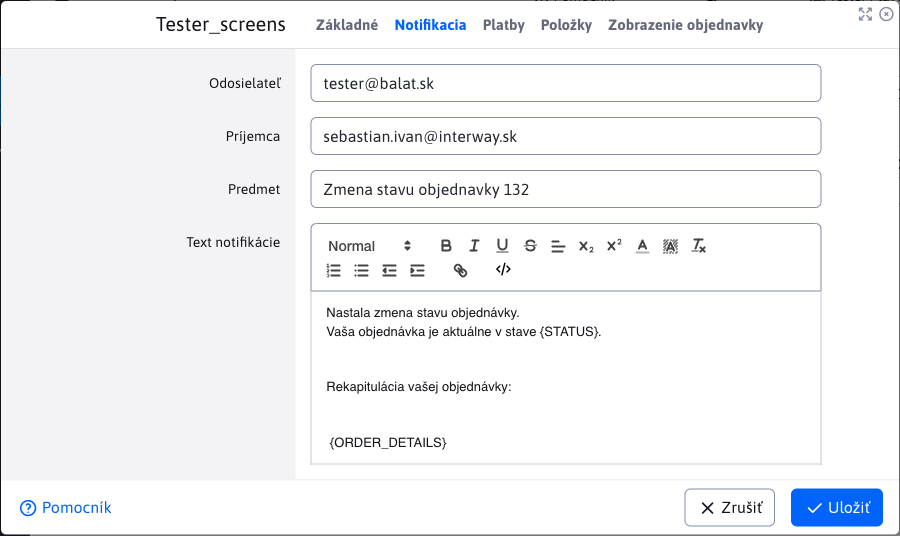 Tester_screens Základné Notifikacia Platby Položky Zobrazenie objednavky
Odosielateľ tester@balat.sk
Príjemca sebastian.ivan@interway.sk
Predmet Zmena stavu objednavky 132
Text notifikácie Normal
Nastala zmena stavu objednávky.
Vaša objednávka je aktuálne v stave {STATUS}.
Rekapitulácia vašej objednávky:
{ORDER_DETAILS}
Pomocník Zrušiť Uložiť